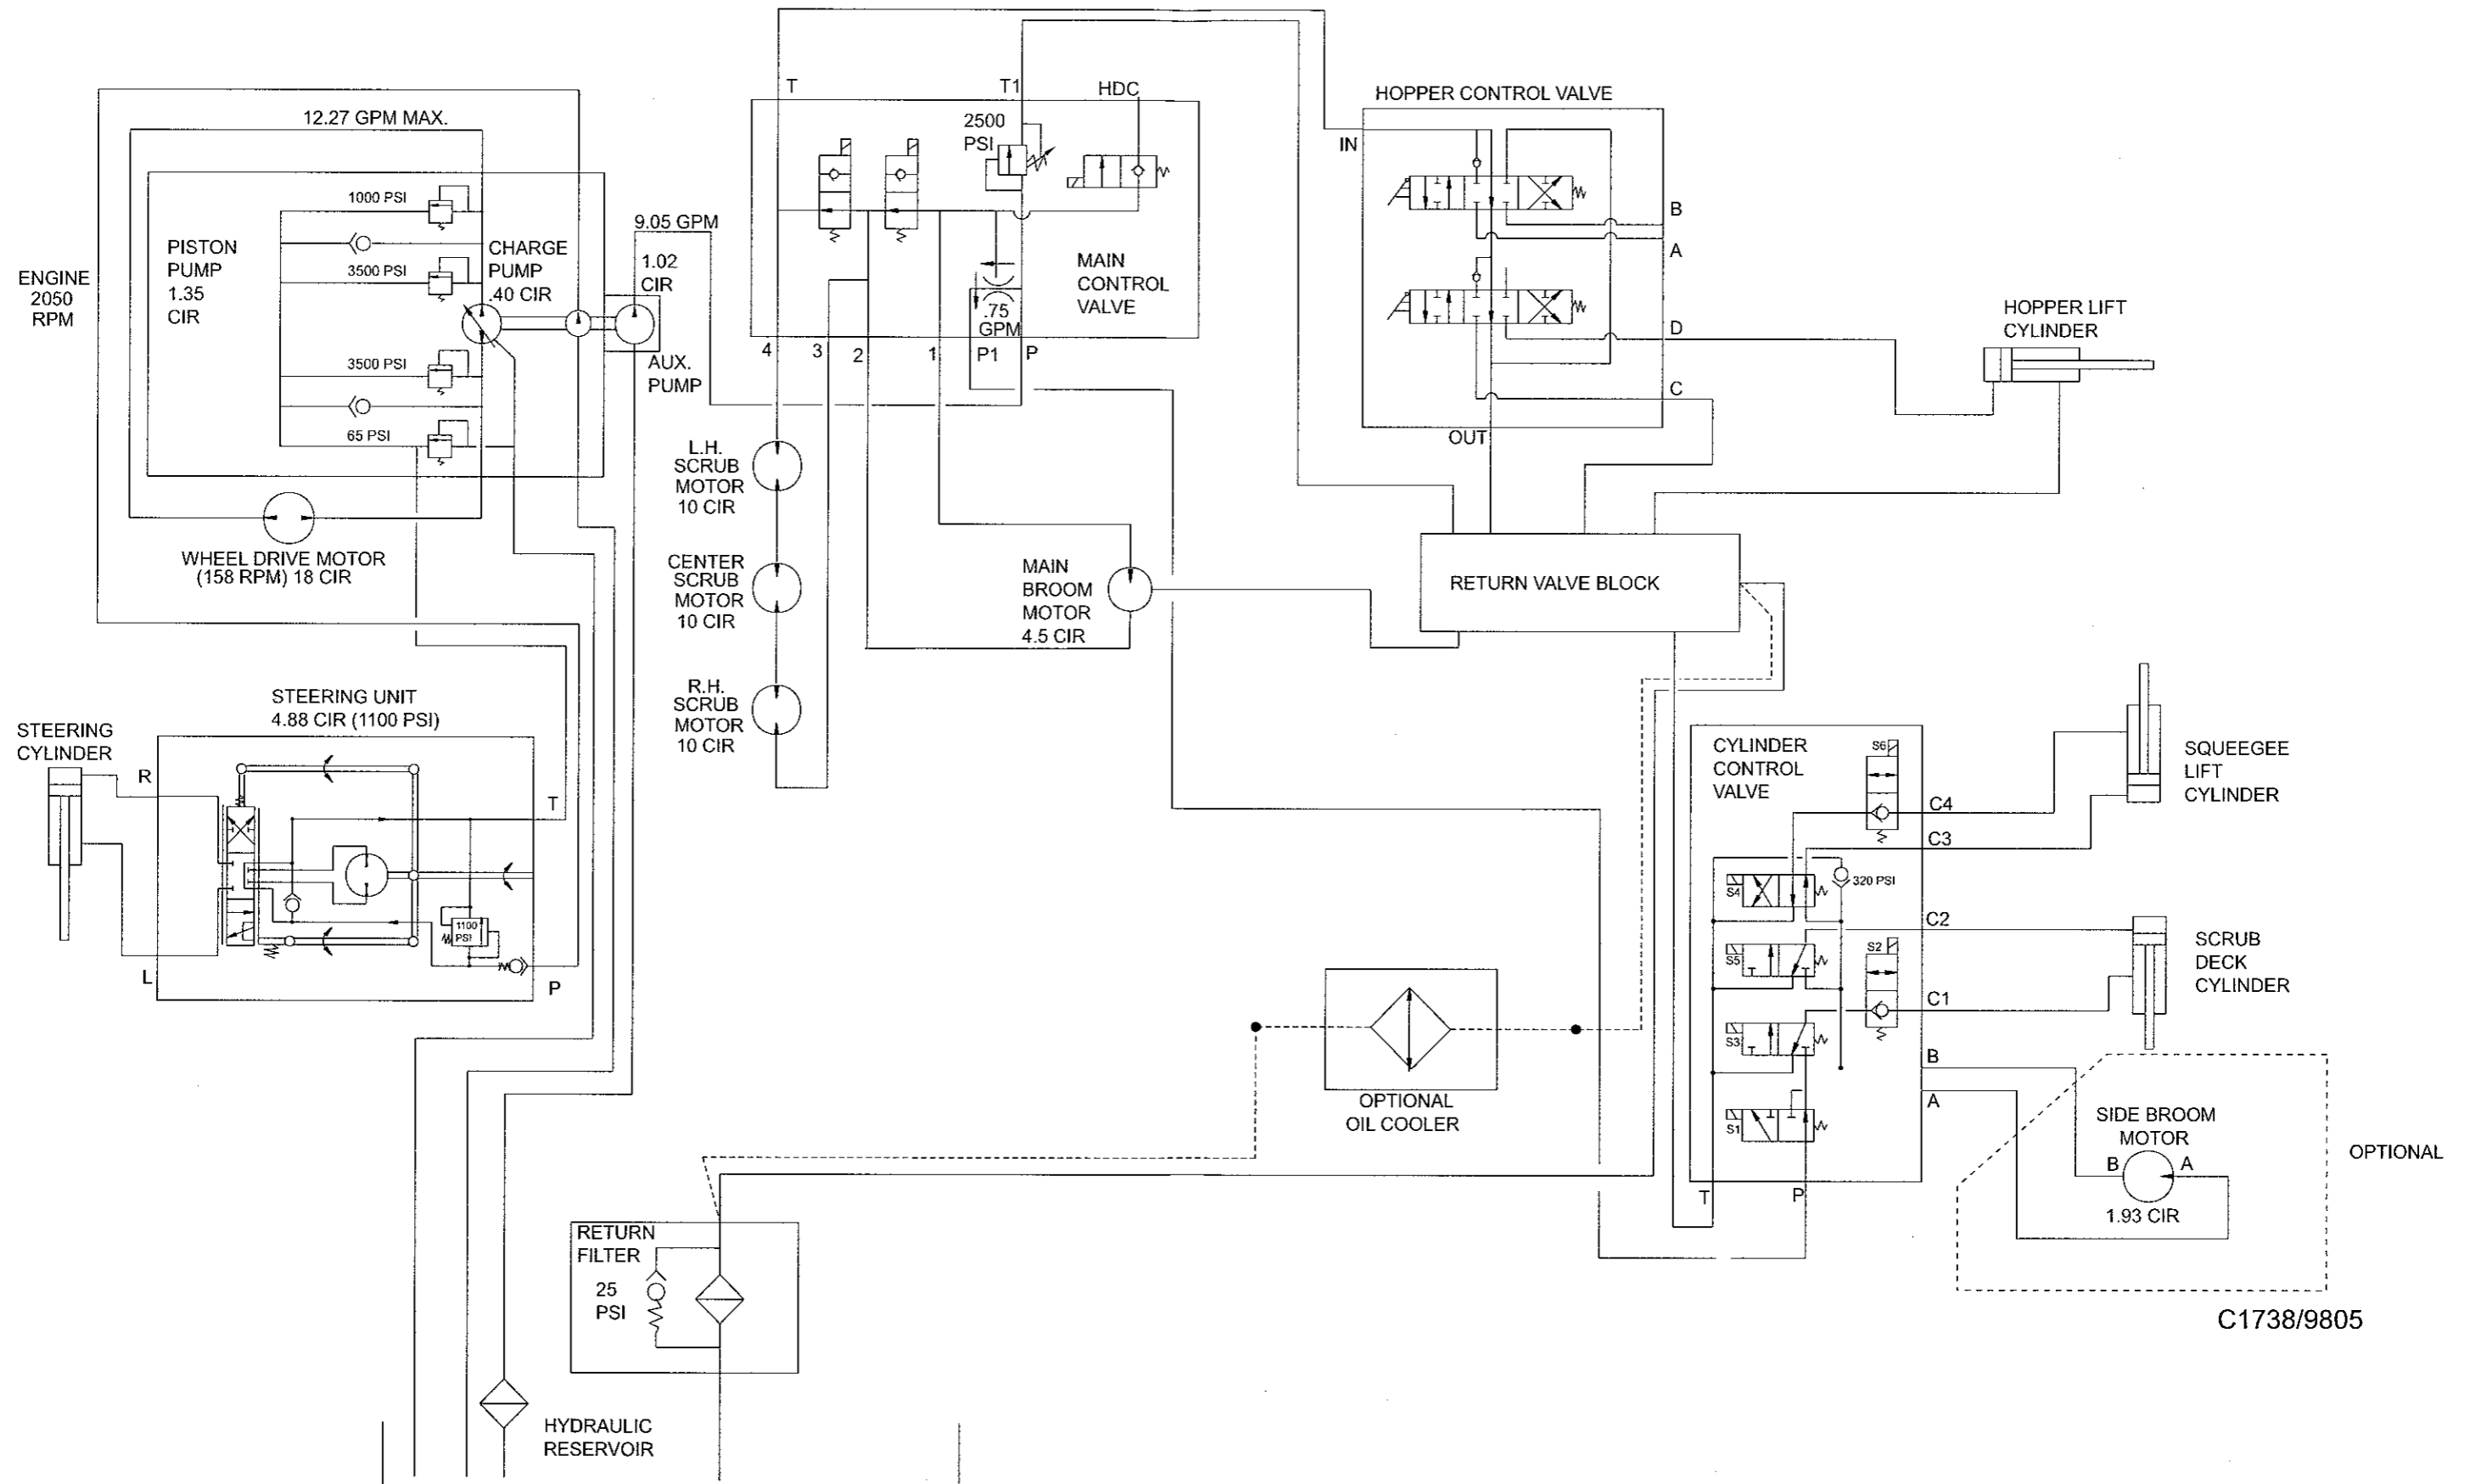 ENGINE
2050
RPM
12.27 GPM MAX.
1000 PSI
PISTON
PUMP
1.35
CIR
3500 PSI
CHARGE
PUMP
.40 CIR
3500 PSI
65 PSI
9.05 GPM
1.02
CIR
AUX.
PUMP
WHEEL DRIVE MOTOR
(158 RPM) 18 CIR
STEERING UNIT
4.88 CIR (1100 PSI)
STEERING
CYLINDER
R
L
T
P
1100
PSI
T
T1
HDC
2500
PSI
MAIN
CONTROL
VALVE
.75
GPM
4
3
2
1
P1
P
L.H.
SCRUB
MOTOR
10 CIR
CENTER
SCRUB
MOTOR
10 CIR
R.H.
SCRUB
MOTOR
10 CIR
MAIN
BROOM
MOTOR
4.5 CIR
HOPPER CONTROL VALVE
IN
B
A
D
C
OUT
HOPPER LIFT
CYLINDER
RETURN VALVE BLOCK
CYLINDER
CONTROL
VALVE
S6
C4
C3
S4
320 PSI
C2
S5
S2
C1
S3
B
A
S1
T
P
SQUEEGEE
LIFT
CYLINDER
SCRUB
DECK
CYLINDER
SIDE BROOM
MOTOR
B
A
1.93 CIR
OPTIONAL
OPTIONAL
OIL COOLER
RETURN
FILTER
25
PSI
HYDRAULIC
RESERVOIR
C1738/9805